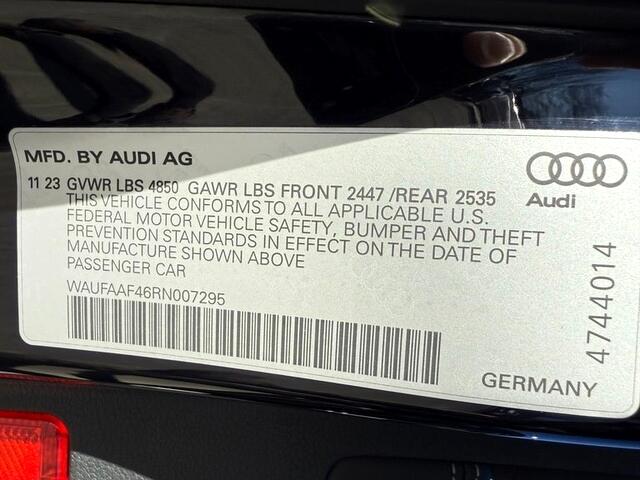 MFD. BY AUDI AG
11 23 GVWR LBS 4850 GAWR LBS FRONT 2447 /REAR 2535
THIS VEHICLE CONFORMS TO ALL APPLICABLE U.S.
FEDERAL MOTOR VEHICLE SAFETY, BUMPER AND THEFT
PREVENTION STANDARDS IN EFFECT ON THE DATE OF
MANUFACTURE SHOWN ABOVE
PASSENGER CAR
WAUFAAF46RN007295
Audi
4744014
GERMANY